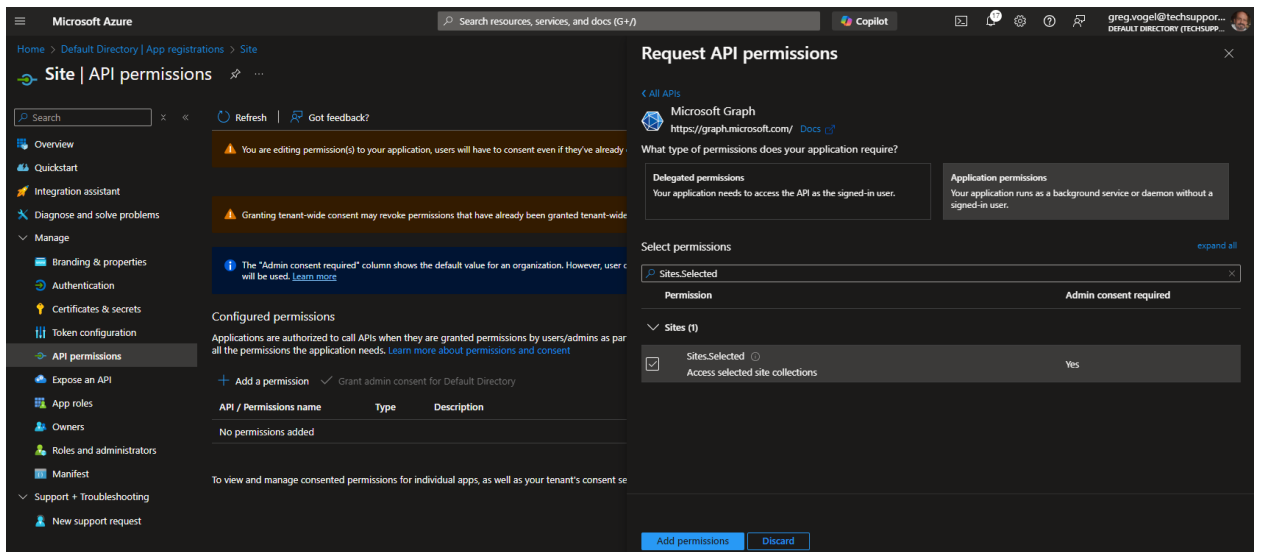 Microsoft Azure
Search resources, services, and docs (G+/)
Copilot
17
greg.vogel@techsuppor...
DEFAULT DIRECTORY (TECHSUPP...
Home > Default Directory | App registrations > Site
Site | API permissions
Search
Overview
Quickstart
Integration assistant
Diagnose and solve problems
Manage
Branding & properties
Authentication
Certificates & secrets
Token configuration
API permissions
Expose an API
App roles
Owners
Roles and administrators
Manifest
Support + Troubleshooting
New support request
Refresh
Got feedback?
You are editing permission(s) to your application, users will have to consent even if they've already
Granting tenant-wide consent may revoke permissions that have already been granted tenant-wide
The "Admin consent required" column shows the default value for an organization. However, user c
will be used. Learn more
Configured permissions
Applications are authorized to call APIs when they are granted permissions by users/admins as par
all the permissions the application needs. Learn more about permissions and consent
Add a permission
Grant admin consent for Default Directory
API / Permissions name Type Description
No permissions added
To view and manage consented permissions for individual apps, as well as your tenant's consent se
Request API permissions
All APIs
Microsoft Graph
https://graph.microsoft.com/ Docs
What type of permissions does your application require?
Delegated permissions
Your application needs to access the API as the signed-in user.
Application permissions
Your application runs as a background service or daemon without a
signed-in user.
Select permissions
expand all
Sites.Selected
Permission Admin consent required
Sites (1)
Sites.Selected
Access selected site collections
Yes
Add permissions
Discard